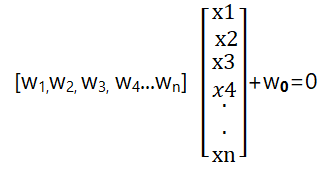 [w₁,w₂, w₃, w₄...wₙ] [x1
x2
x3
x4
.
.
xn] +w₀=0